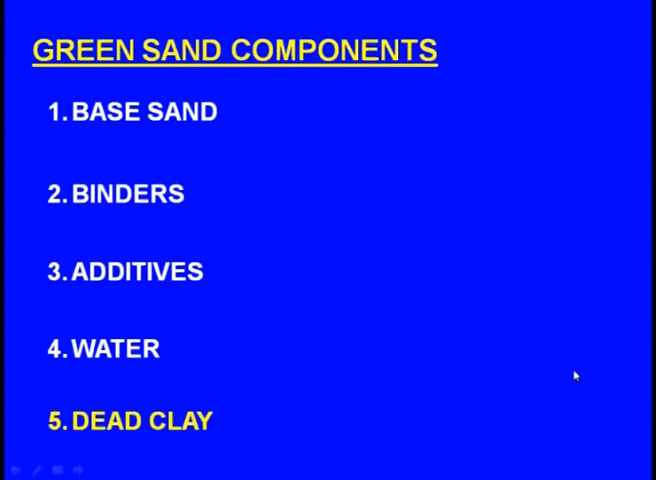 GREEN SAND COMPONENTS
1. BASE SAND
2. BINDERS
3. ADDITIVES
4. WATER
5. DEAD CLAY